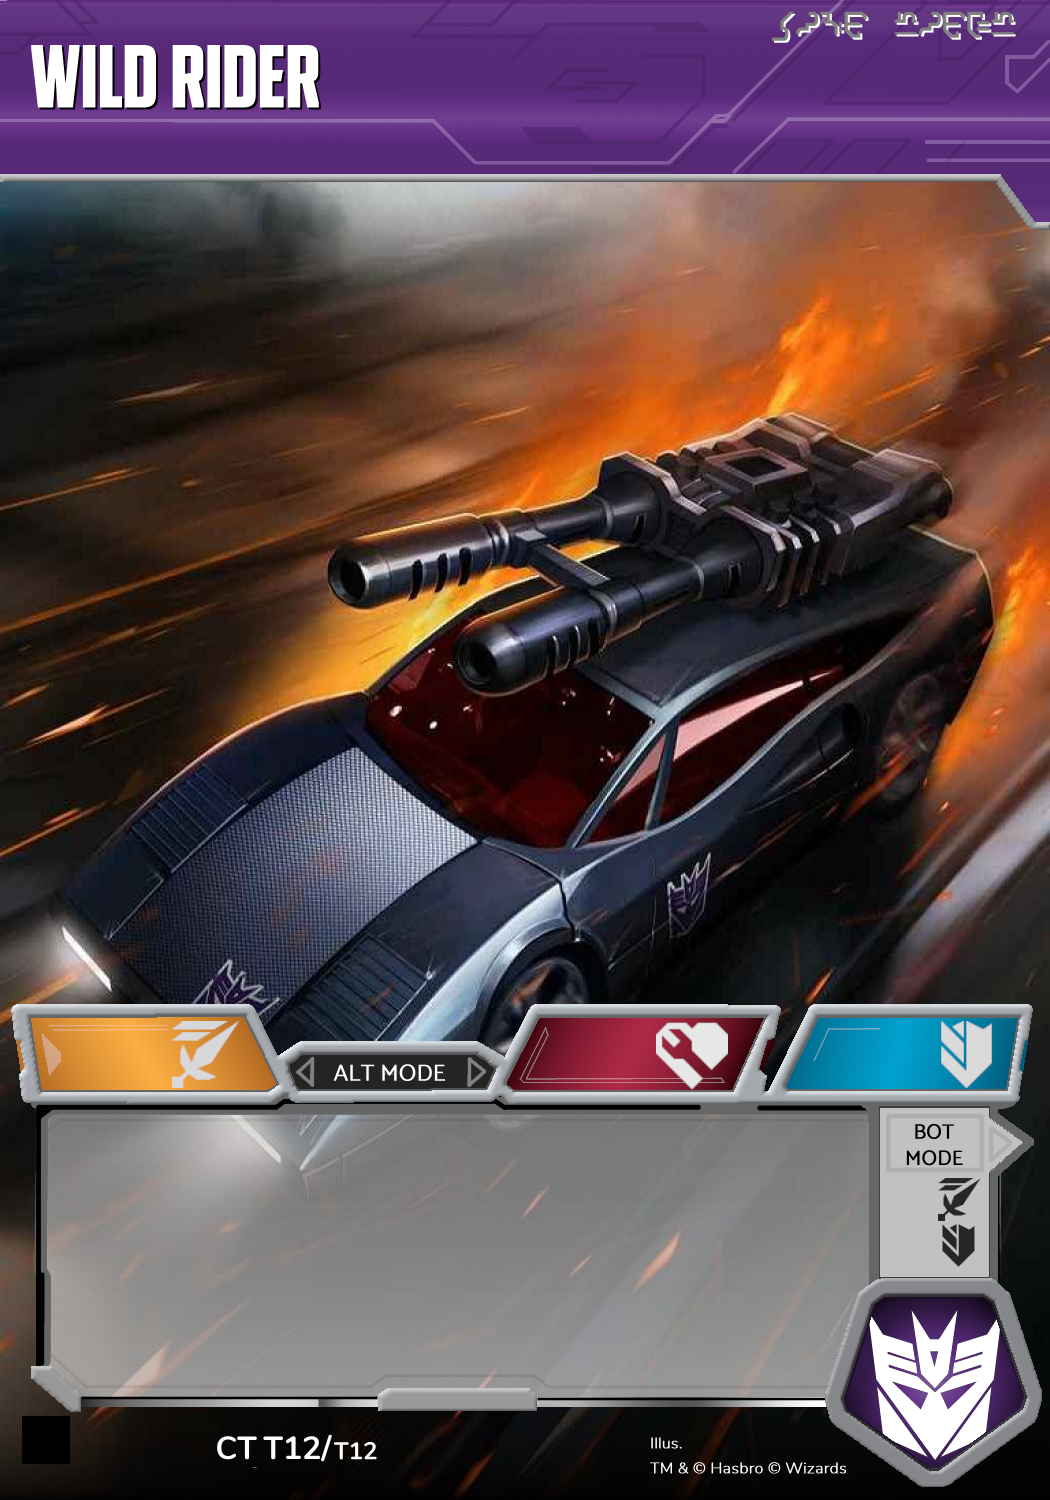 WILD RIDER
ALT MODE
BOT
MODE
CT T12/T12
Illus.
TM & © Hasbro © Wizards